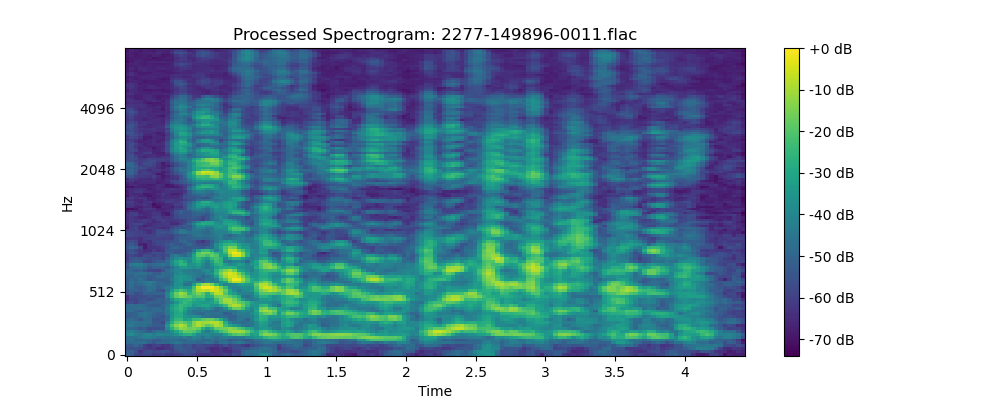 Processed Spectrogram: 2277-149896-0011.flac
Hz
4096
2048
1024
512
0
0 0.5 1 1.5 2 2.5 3 3.5 4
Time
+0 dB
-10 dB
-20 dB
-30 dB
-40 dB
-50 dB
-60 dB
-70 dB